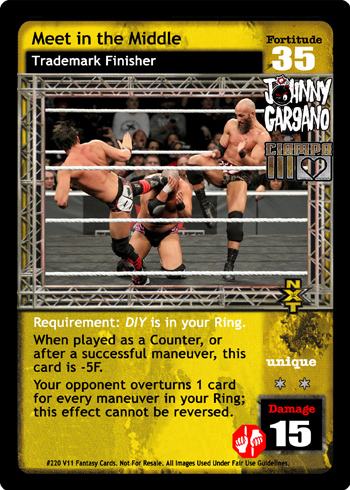 Meet in the Middle
Fortitude
35
Trademark Finisher
JOHNNY
GARGANO
CIAMPA
NXT
Requirement: DIY is in your Ring.
When played as a Counter, or
after a successful maneuver, this
card is -5F.
Your opponent overturns 1 card
for every maneuver in your Ring;
this effect cannot be reversed.
unique
Damage
15
#220 V11 Fantasy Cards. Not For Resale. All Images Used Under Fair Use Guidelines.